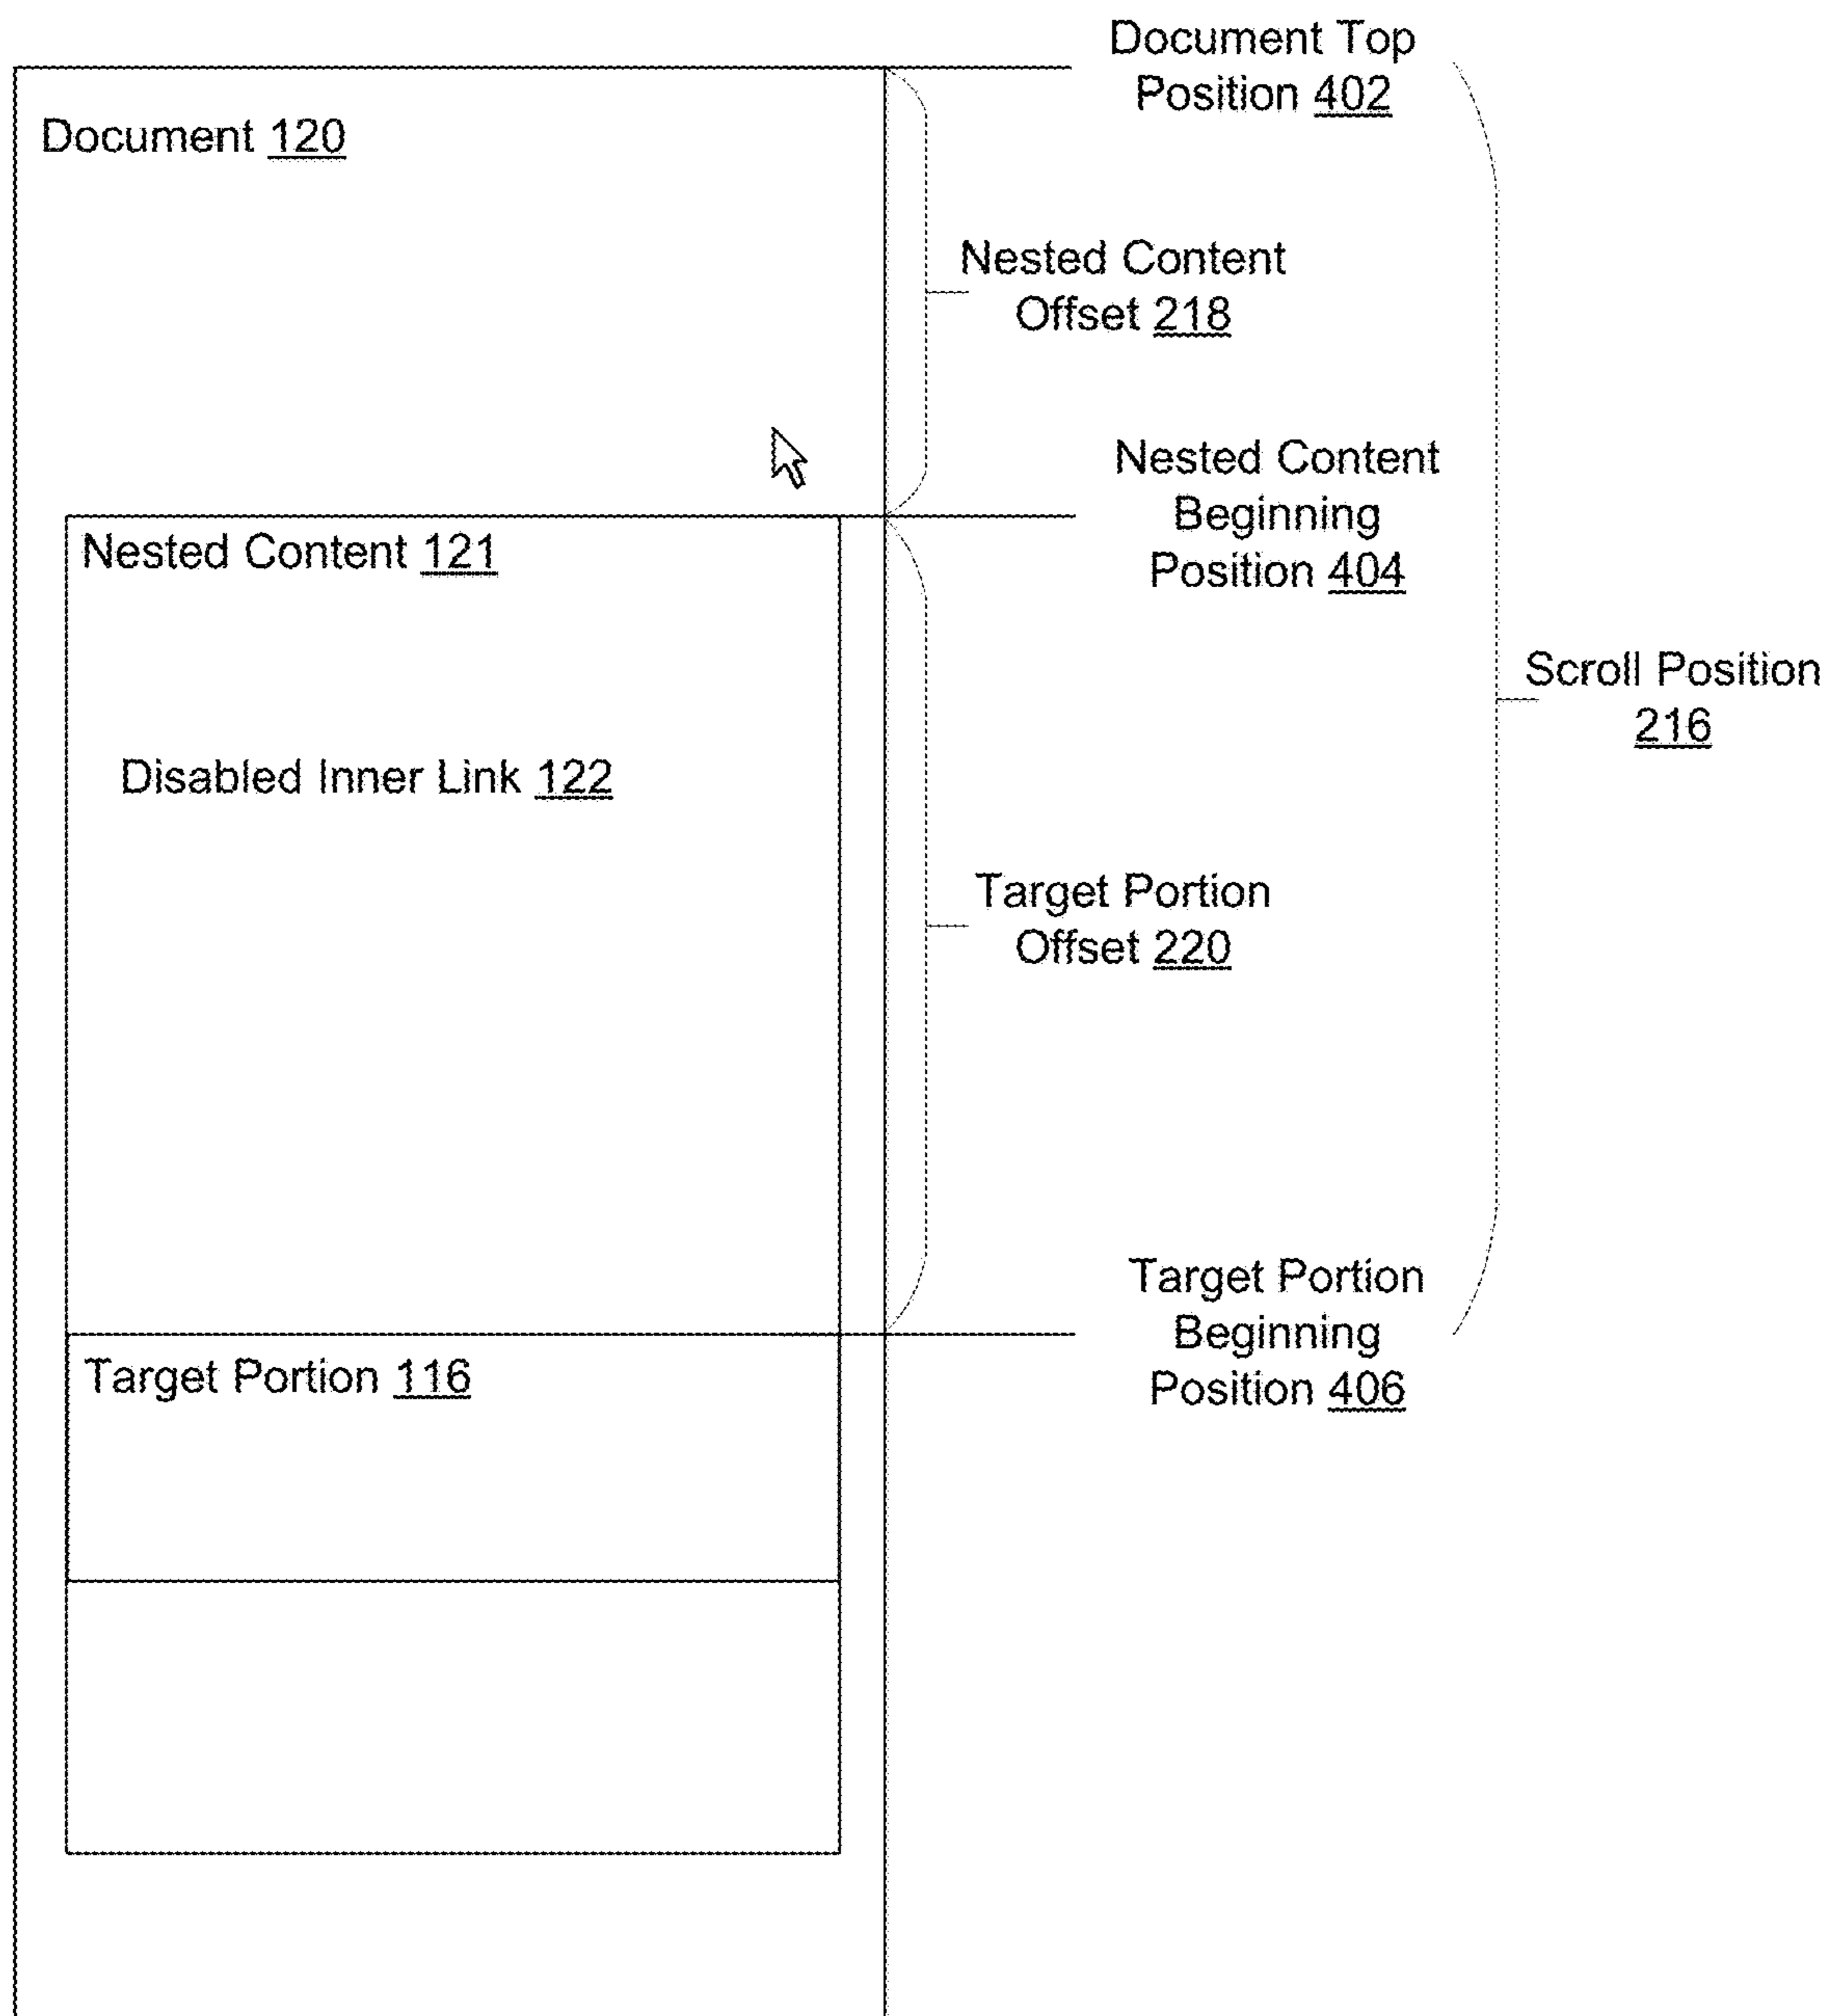 Document Top
Position 402
Document 120
Nested Content
Offset 218
Nested Content
Beginning
Position 404
Nested Content 121
Scroll Position
216
Disabled Inner Link 122
Target Portion
Offset 220
Target Portion
Beginning
Position 406
Target Portion 116